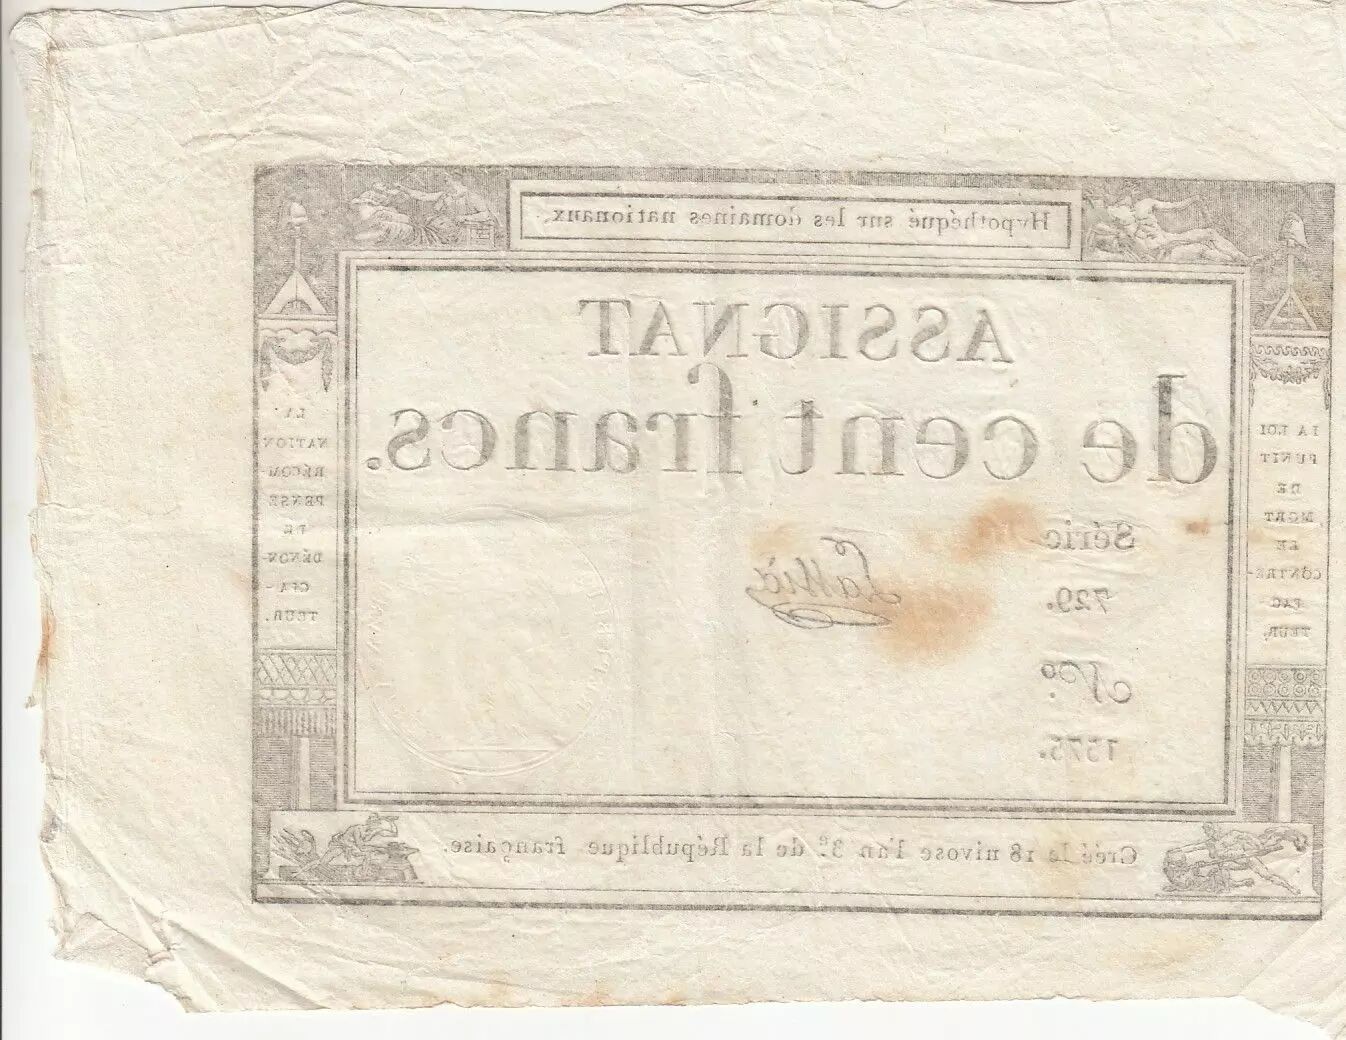 Hypothéqué sur les domaines nationaux.
ASSIGNAT
de cent francs.
Série
729.
Nº.
1375.
LA LOI
PUNIT
DE
MORT
LE
CONTRE-
FAC-
TEUR.
LA
NATION
RÉCOM-
PENSE
LE
DÉNON-
CIA-
TEUR.
Créé le 18 nivose l'an 3e. de la République française.